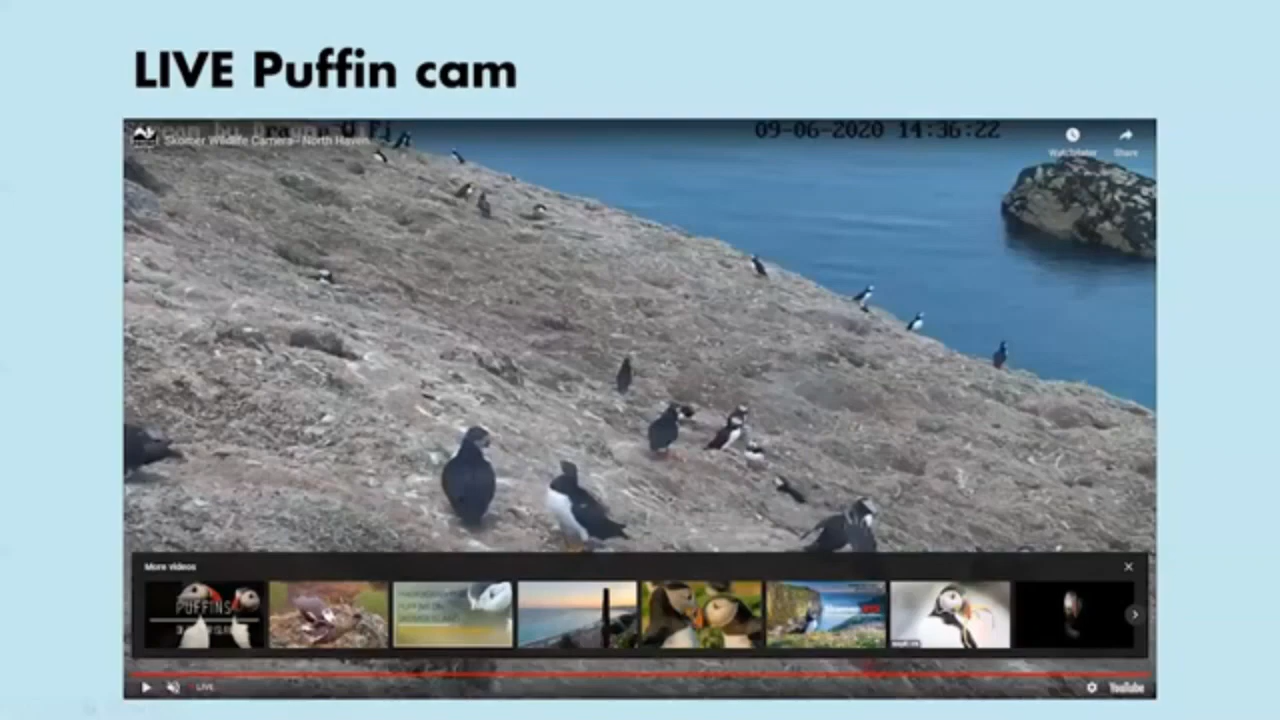 LIVE Puffin cam
09-06-2020 14:36:22
Skomer Wildlife Camera - North Haven
Watch later
Share
More videos
PUFFINS
LIVE
YouTube